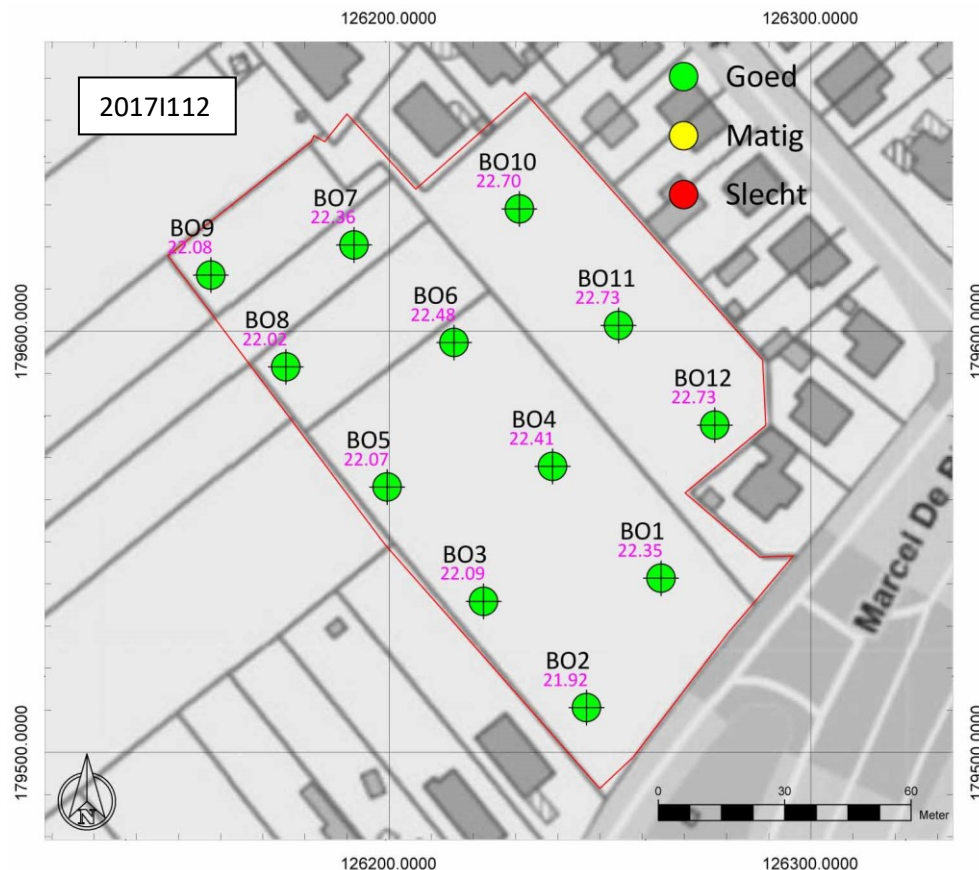 126200.0000
126300.0000
2017I112
Goed
Matig
Slecht
BO10
22.70
BO7
22.36
BO9
22.08
BO11
22.73
BO6
22.48
BO8
22.02
179600.0000
179600.0000
BO12
22.73
BO4
22.41
BO5
22.07
BO1
22.35
BO3
22.09
Marcel De
BO2
21.92
179500.0000
179500.0000
N
0
30
60
Meter
126200.0000
126300.0000